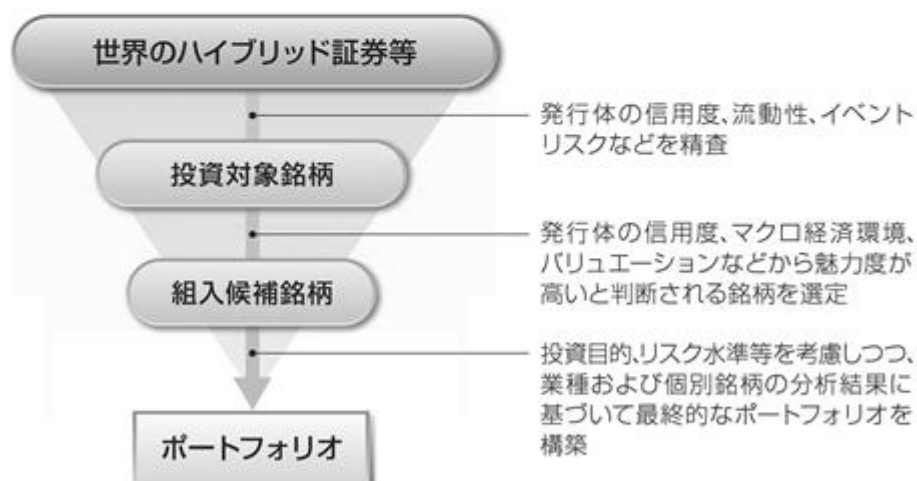 世界のハイブリッド証券等
発行体の信用度、流動性、イベント
リスクなどを精査
投資対象銘柄
発行体の信用度、マクロ経済環境、
バリュエーションなどから魅力度が
高いと判断される銘柄を選定
組入候補銘柄
投資目的、リスク水準等を考慮しつつ、
業種および個別銘柄の分析結果に
基づいて最終的なポートフォリオを
構築
ポートフォリオ